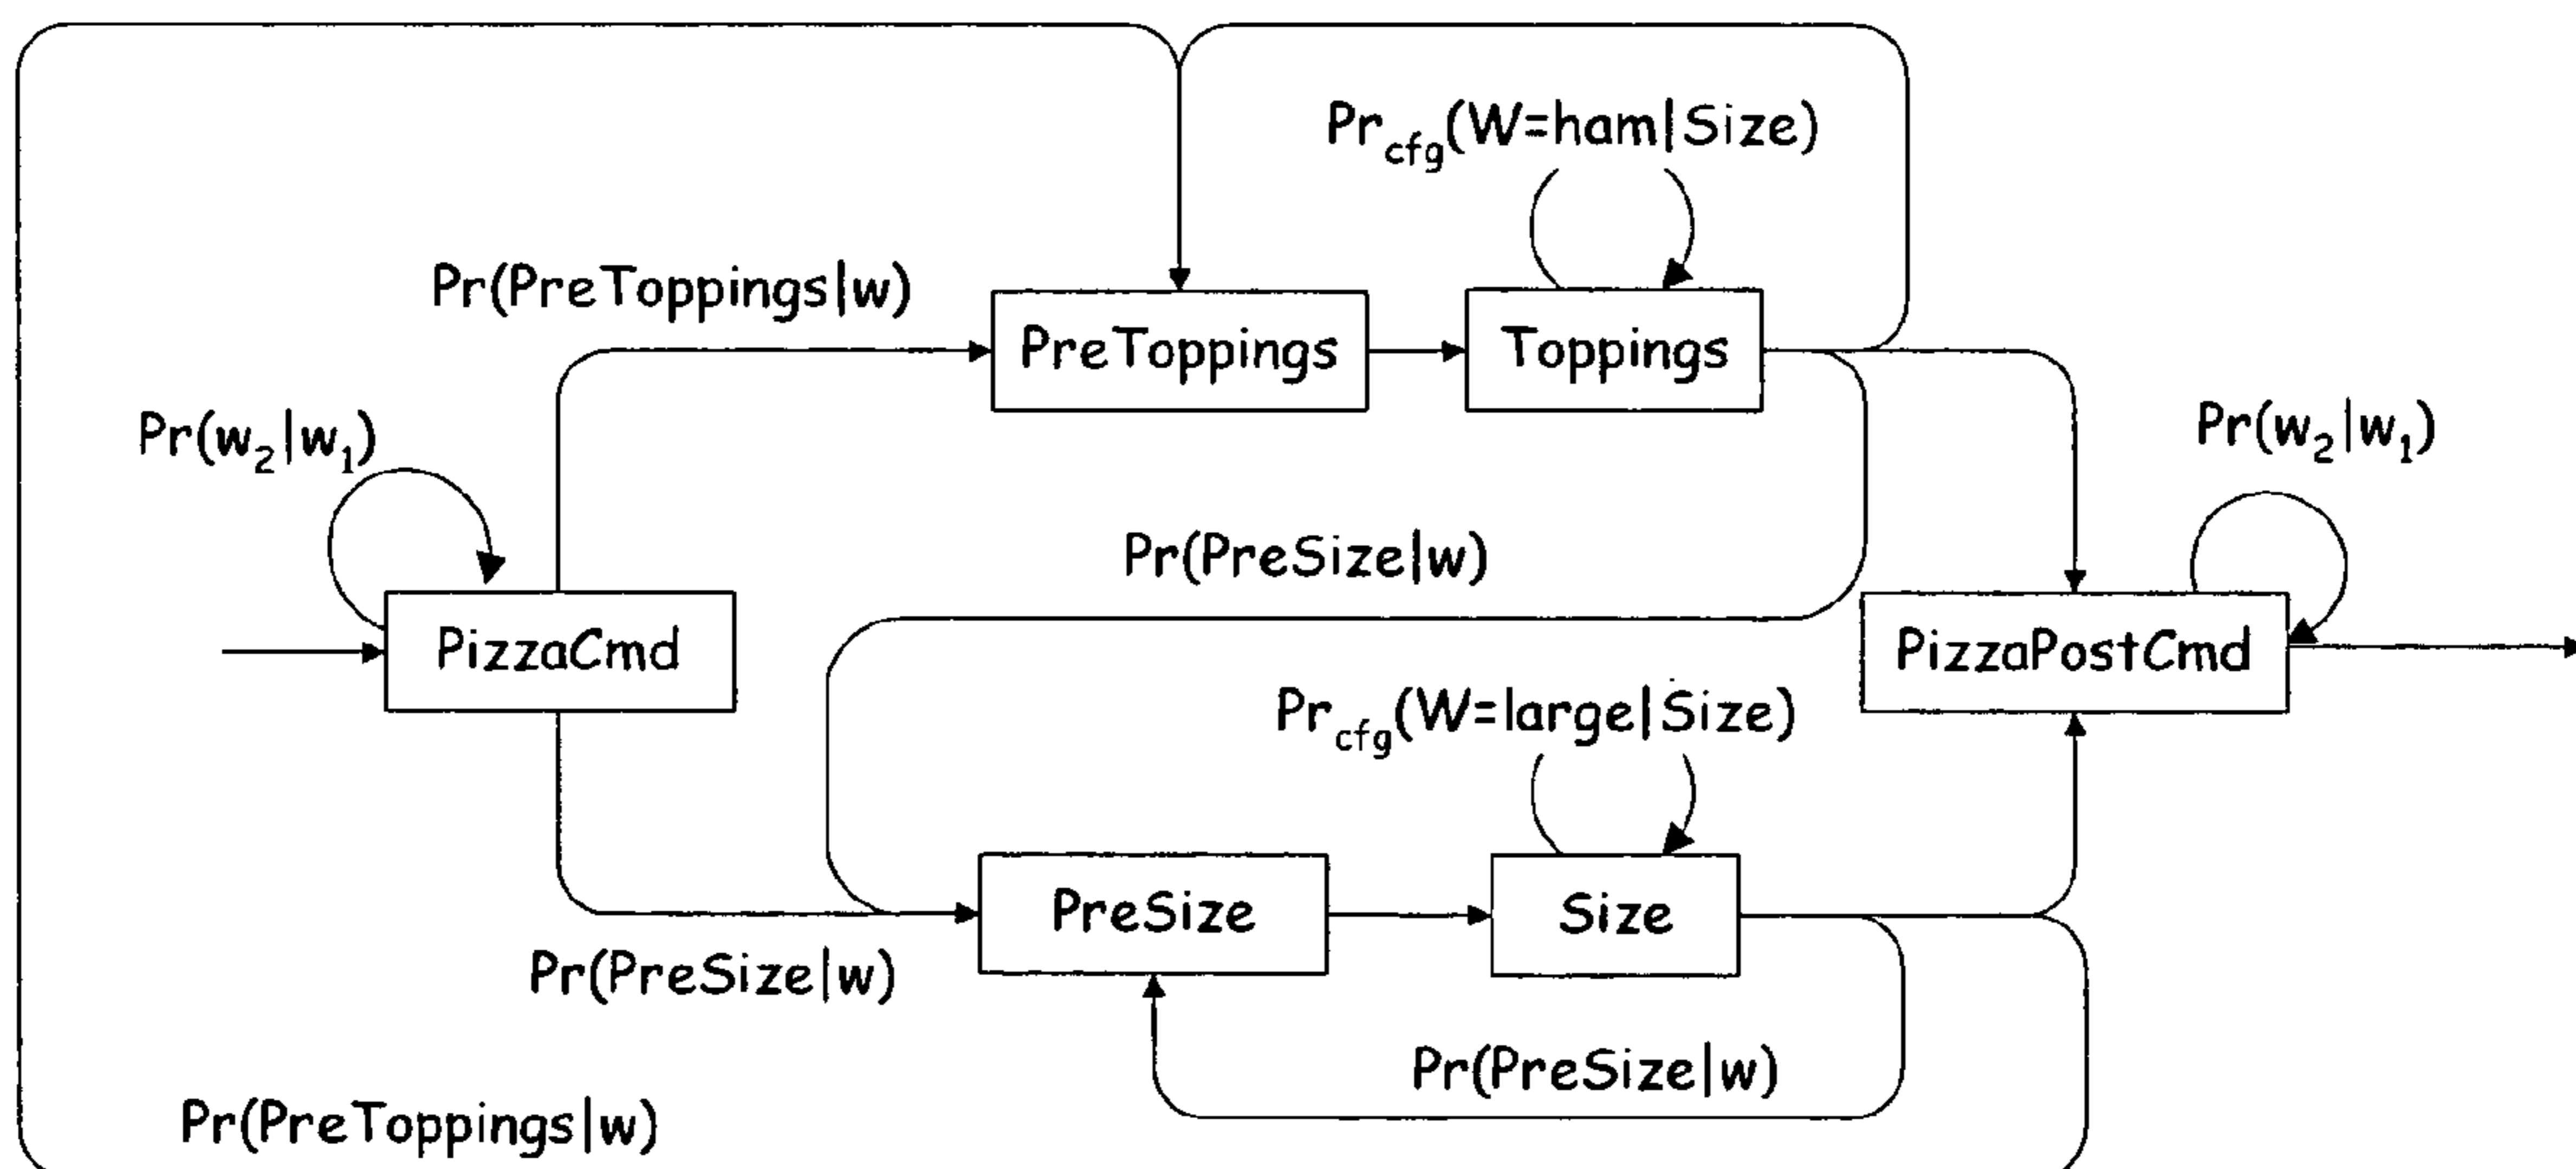 Pr_cfg(W=ham|Size)
Pr(PreToppings|w)
PreToppings
Toppings
Pr(w_2|w_1)
Pr(w_2|w_1)
Pr(PreSize|w)
PizzaCmd
PizzaPostCmd
Pr_cfg(W=large|Size)
PreSize
Size
Pr(PreSize|w)
Pr(PreSize|w)
Pr(PreToppings|w)